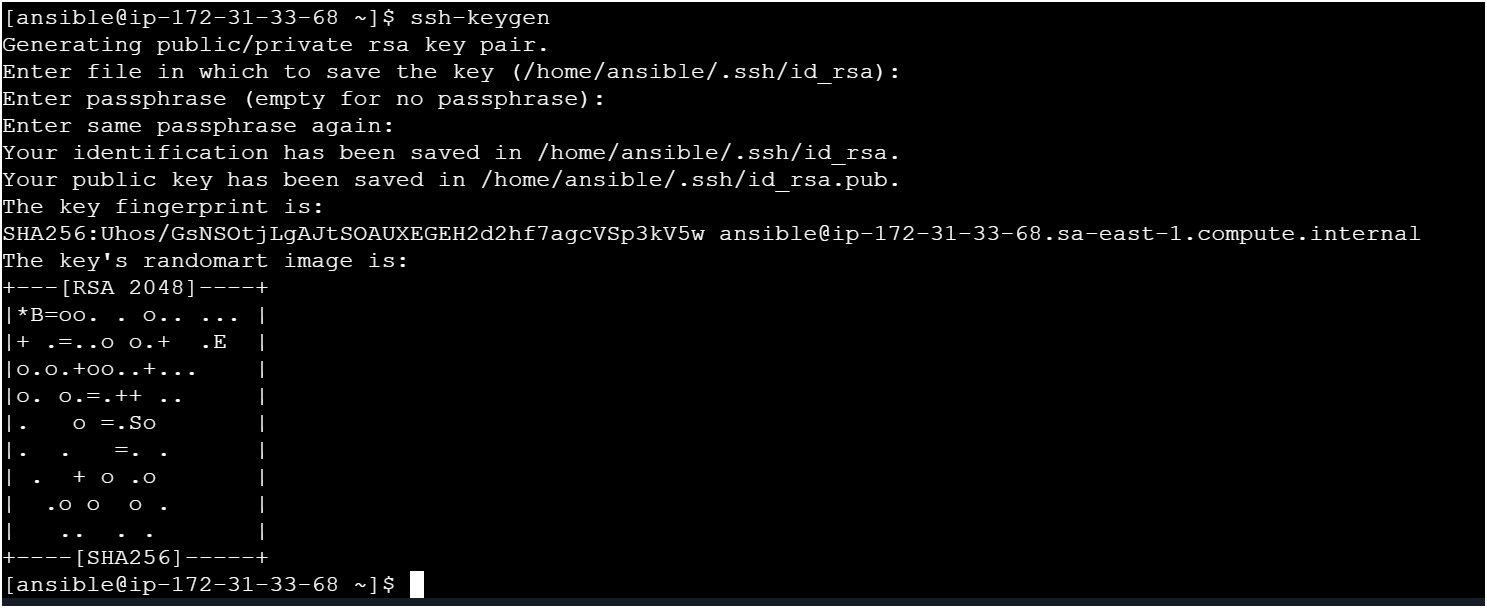 [ansible@ip-172-31-33-68 ~]$ ssh-keygen
Generating public/private rsa key pair.
Enter file in which to save the key (/home/ansible/.ssh/id_rsa):
Enter passphrase (empty for no passphrase):
Enter same passphrase again:
Your identification has been saved in /home/ansible/.ssh/id_rsa.
Your public key has been saved in /home/ansible/.ssh/id_rsa.pub.
The key fingerprint is:
SHA256:Uhos/GsNSOtjLgAJtSOAUXEGEH2d2hf7agcVSp3kV5w ansible@ip-172-31-33-68.sa-east-1.compute.internal
The key's randomart image is:
+---[RSA 2048]----+
|*B=oo. . o.. ... |
|+ .=..o o.+  .E  |
|o.o.+oo..+...    |
|o. o.=.++ ..     |
|.   o =.So       |
|.  .   =. .      |
| .  + o .o       |
|  .o o  o .      |
|   ..  . .       |
+----[SHA256]-----+
[ansible@ip-172-31-33-68 ~]$